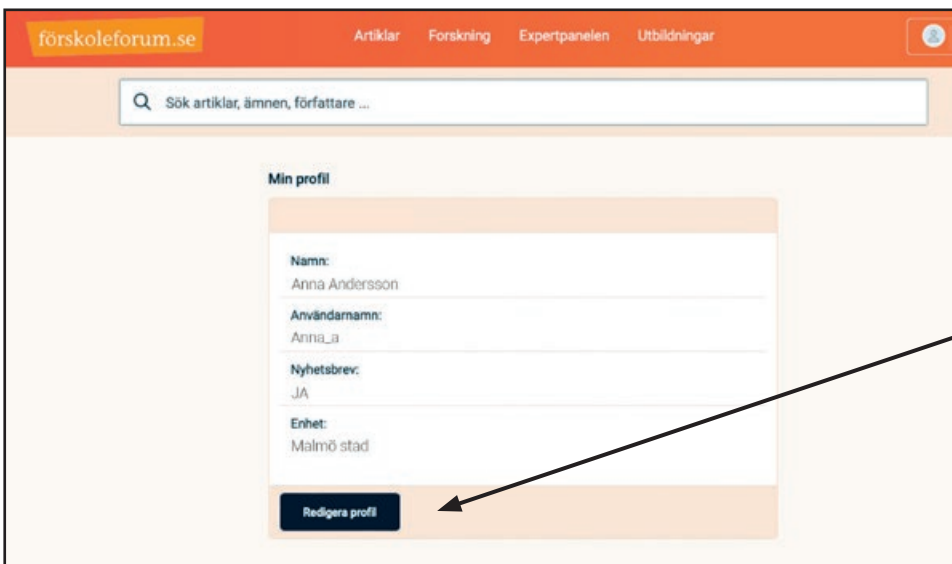 förskoleforum.se
Artiklar Forskning Expertpanelen Utbildningar
Sök artiklar, ämnen, författare ...
Min profil
Namn:
Anna Andersson
Användarnamn:
Anna_a
Nyhetsbrev:
JA
Enhet:
Malmö stad
Redigera profil